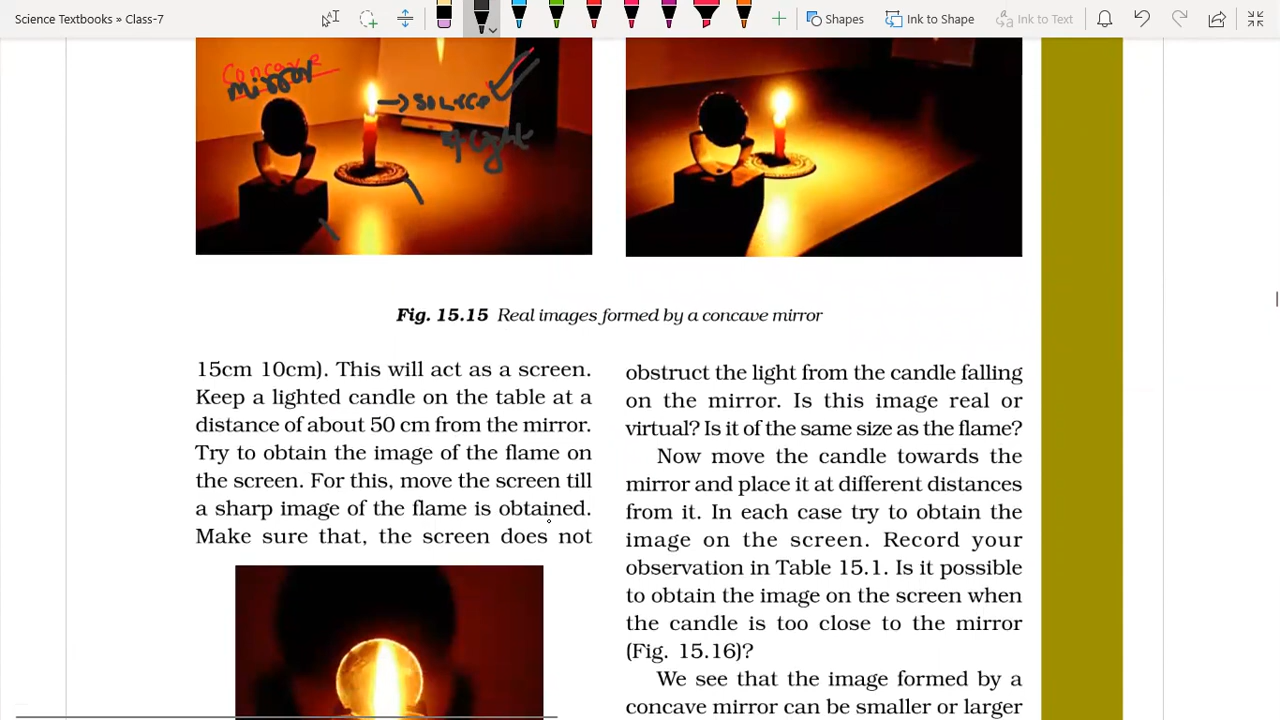 Science Textbooks » Class-7
Shapes
Ink to Shape
Ink to Text
Concave
mirror
source
of light
Fig. 15.15 Real images formed by a concave mirror
15cm 10cm). This will act as a screen.
Keep a lighted candle on the table at a
distance of about 50 cm from the mirror.
Try to obtain the image of the flame on
the screen. For this, move the screen till
a sharp image of the flame is obtained.
Make sure that, the screen does not
obstruct the light from the candle falling
on the mirror. Is this image real or
virtual? Is it of the same size as the flame?
Now move the candle towards the
mirror and place it at different distances
from it. In each case try to obtain the
image on the screen. Record your
observation in Table 15.1. Is it possible
to obtain the image on the screen when
the candle is too close to the mirror
(Fig. 15.16)?
We see that the image formed by a
concave mirror can be smaller or larger